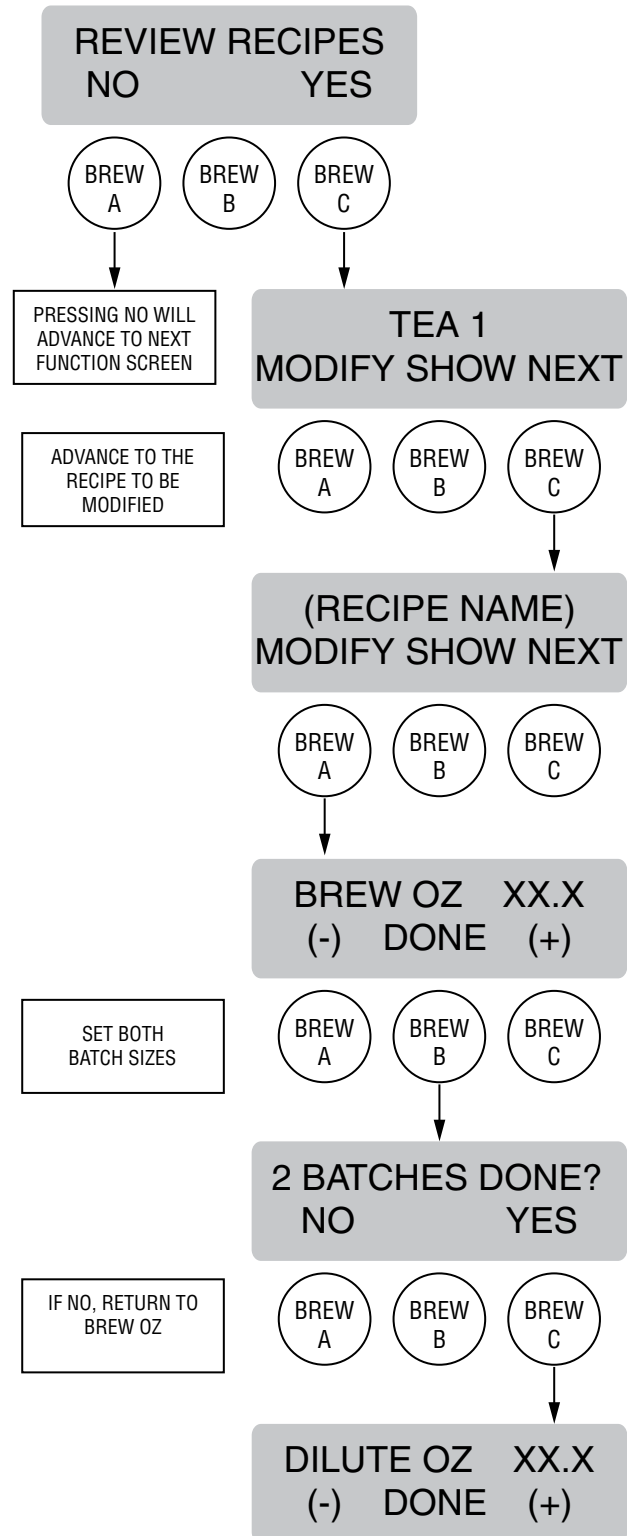 REVIEW RECIPES
NO YES
BREW
A
BREW
B
BREW
C
PRESSING NO WILL
ADVANCE TO NEXT
FUNCTION SCREEN
TEA 1
MODIFY SHOW NEXT
ADVANCE TO THE
RECIPE TO BE
MODIFIED
BREW
A
BREW
B
BREW
C
(RECIPE NAME)
MODIFY SHOW NEXT
BREW
A
BREW
B
BREW
C
BREW OZ XX.X
(-) DONE (+)
SET BOTH
BATCH SIZES
BREW
A
BREW
B
BREW
C
2 BATCHES DONE?
NO YES
IF NO, RETURN TO
BREW OZ
BREW
A
BREW
B
BREW
C
DILUTE OZ XX.X
(-) DONE (+)